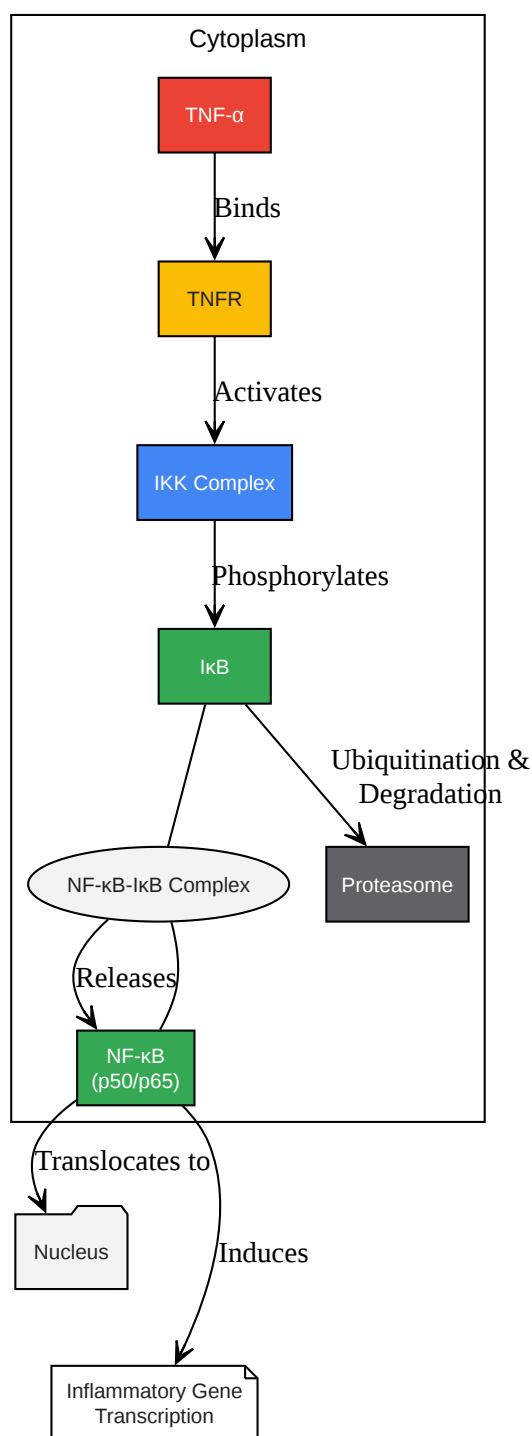 Cytoplasm
TNF-α
Binds
TNFR
Activates
IKK Complex
Phosphorylates
IκB
Ubiquitination &
Degradation
NF-κB-IκB Complex
Proteasome
Releases
NF-κB
(p50/p65)
Translocates to
Nucleus
Induces
Inflammatory Gene
Transcription